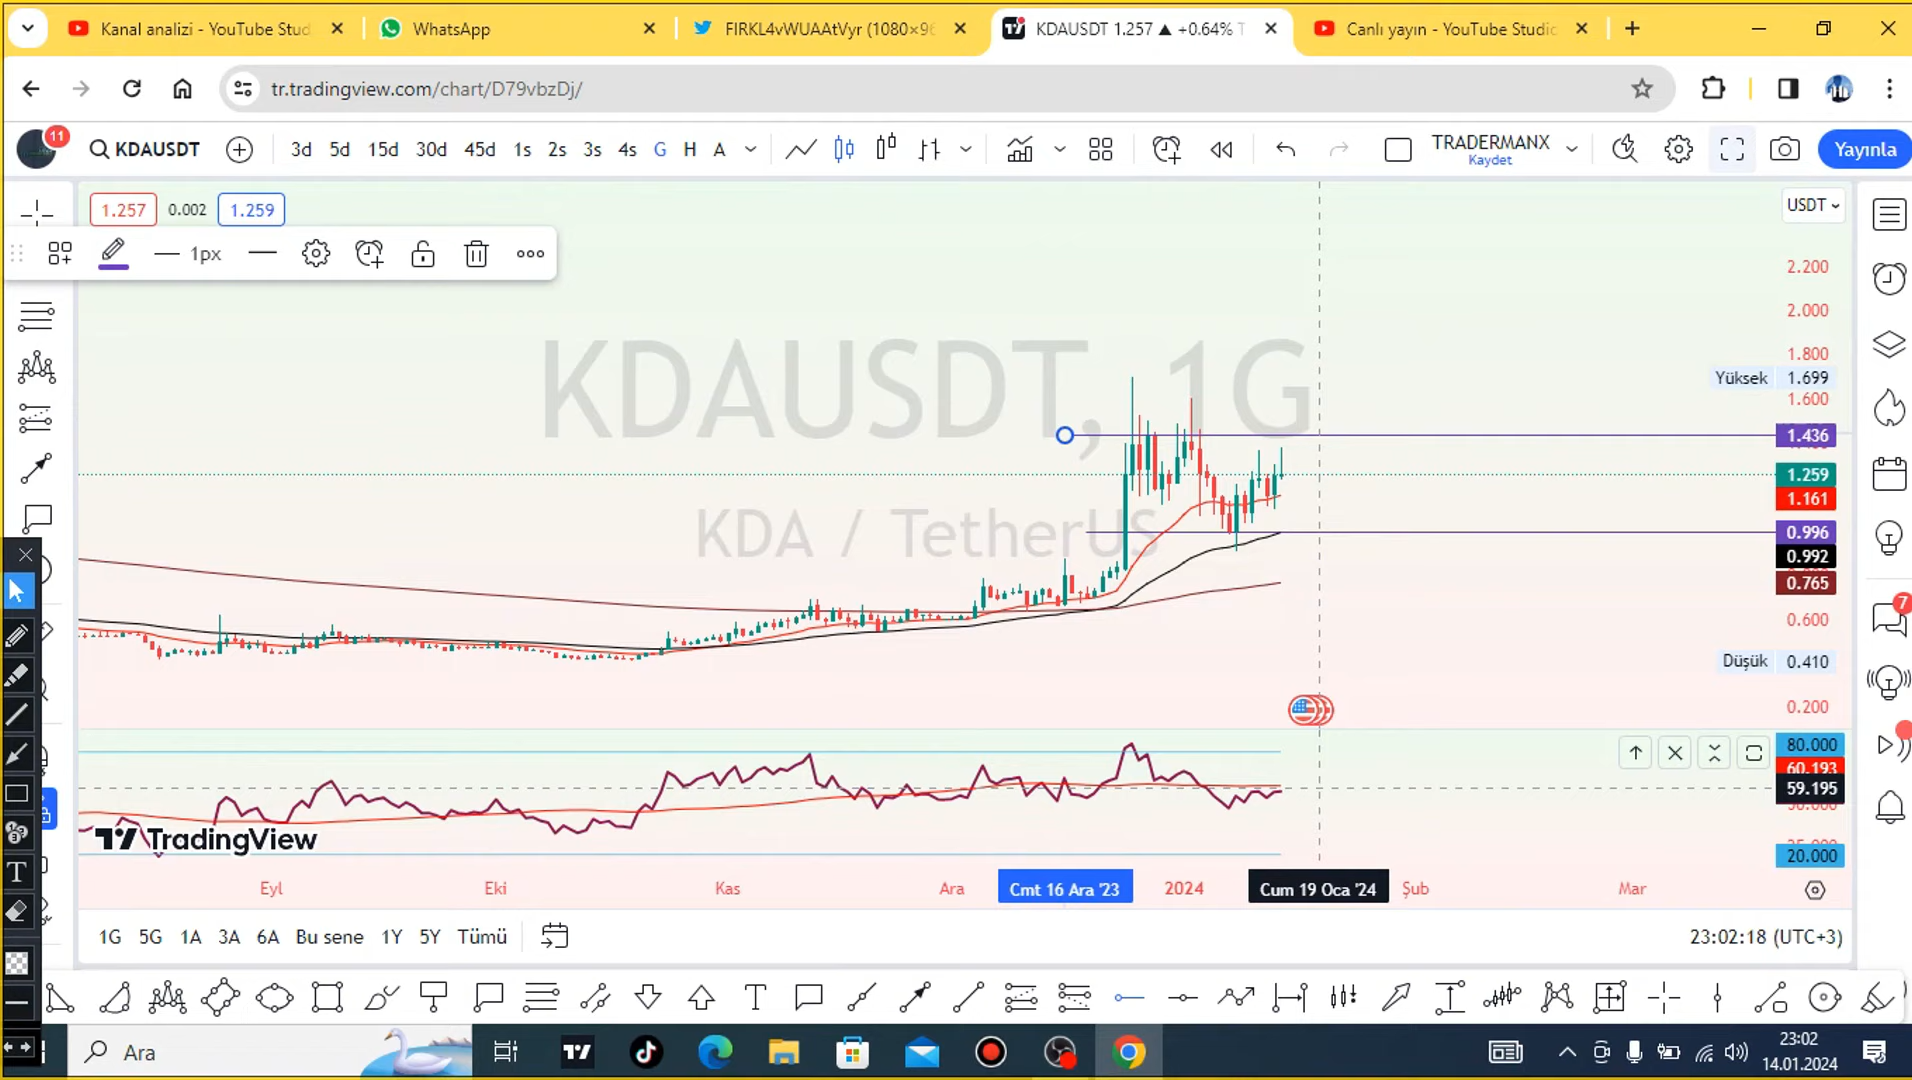 Kanal analizi - YouTube Stud
WhatsApp
FIRKL4vWUAAtVyr (1080×96
KDAUSDT 1.257 ▲ +0.64% T
Canlı yayın - YouTube Studio
tr.tradingview.com/chart/D79vbzDj/
11
KDAUSDT
3d 5d 15d 30d 45d 1s 2s 3s 4s G H A
TRADERMANX
Kaydet
Yayınla
1.257 0.002 1.259
USDT
1px
2.200
2.000
1.800
Yüksek 1.699
1.600
1.436
1.259
1.161
0.996
0.992
0.765
0.600
Düşük 0.410
0.200
KDAUSDT, 1G
KDA / TetherUS
7
80.000
60.193
59.195
20.000
TradingView
Eyl Eki Kas Ara Cmt 16 Ara '23 2024 Cum 19 Oca '24 Şub Mar
1G 5G 1A 3A 6A Bu sene 1Y 5Y Tümü
23:02:18 (UTC+3)
T
T
Ara
23:02
14.01.2024